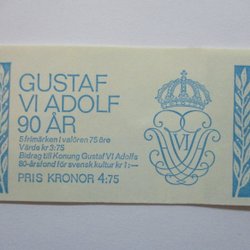 GUSTAF
VI ADOLF
90 ÅR
5 frimärken i valören 75 öre
Värde kr 3:75
Bidrag till Konung Gustaf VI Adolfs
80-årsfond för svensk kultur kr 1:—
PRIS KRONOR 4:75
VI